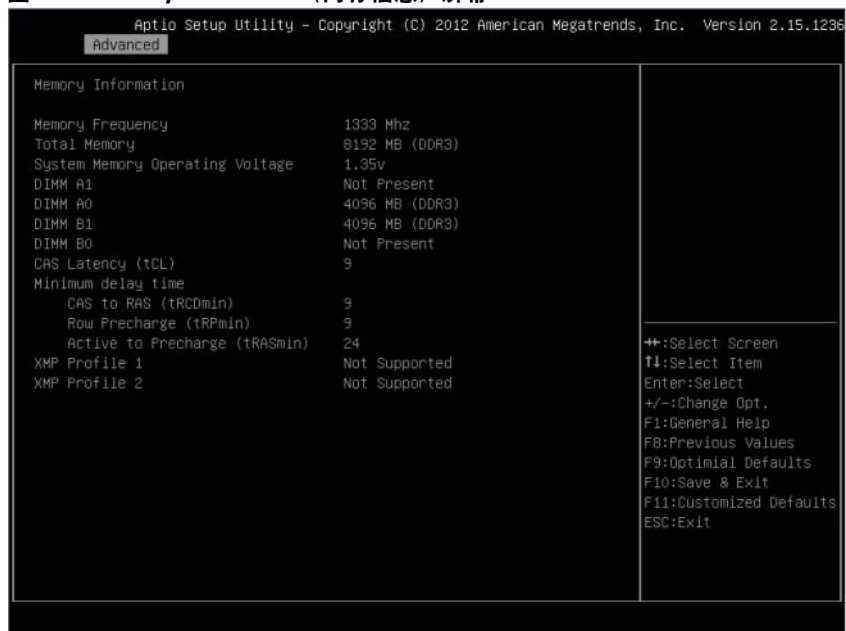 Aptio Setup Utility – Copyright (C) 2012 American Megatrends, Inc. Version 2.15.1236
Advanced
Memory Information
Memory Frequency 1333 Mhz
Total Memory 8192 MB (DDR3)
System Memory Operating Voltage 1.35v
DIMM A1 Not Present
DIMM A0 4096 MB (DDR3)
DIMM B1 4096 MB (DDR3)
DIMM B0 Not Present
CAS Latency (tCL) 9
Minimum delay time
CAS to RAS (tRCDmin) 9
Row Precharge (tRPmin) 9
Active to Precharge (tRASmin) 24
XMP Profile 1 Not Supported
XMP Profile 2 Not Supported
→←:Select Screen
↑↓:Select Item
Enter:Select
+/-:Change Opt.
F1:General Help
F8:Previous Values
F9:Optimial Defaults
F10:Save & Exit
F11:Customized Defaults
ESC:Exit